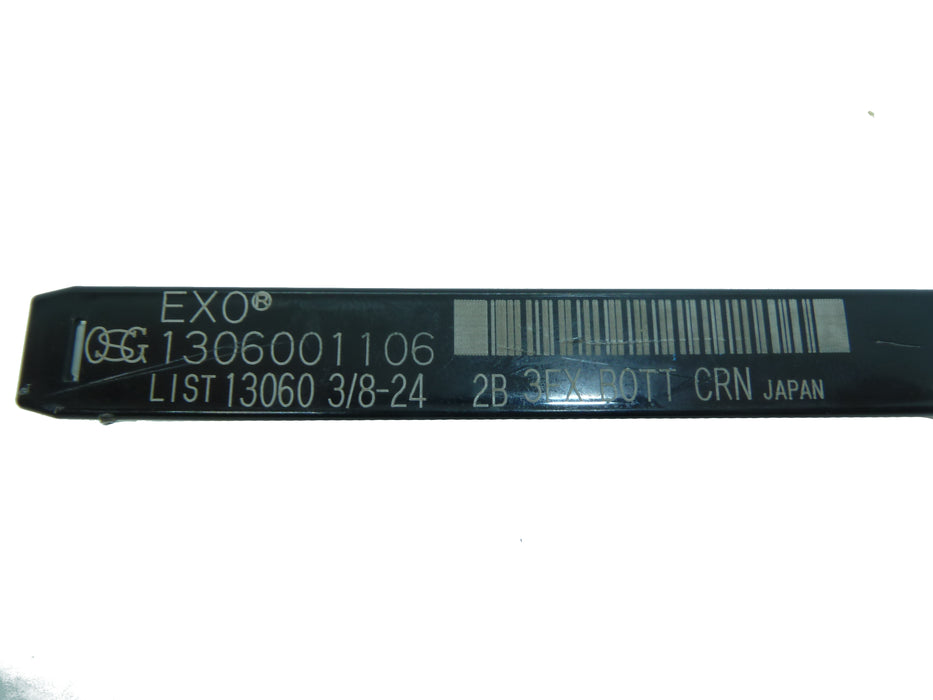 EXO®
OSG 1306001106
LIST 13060 3/8-24 2B 3FX BOTT CRN JAPAN